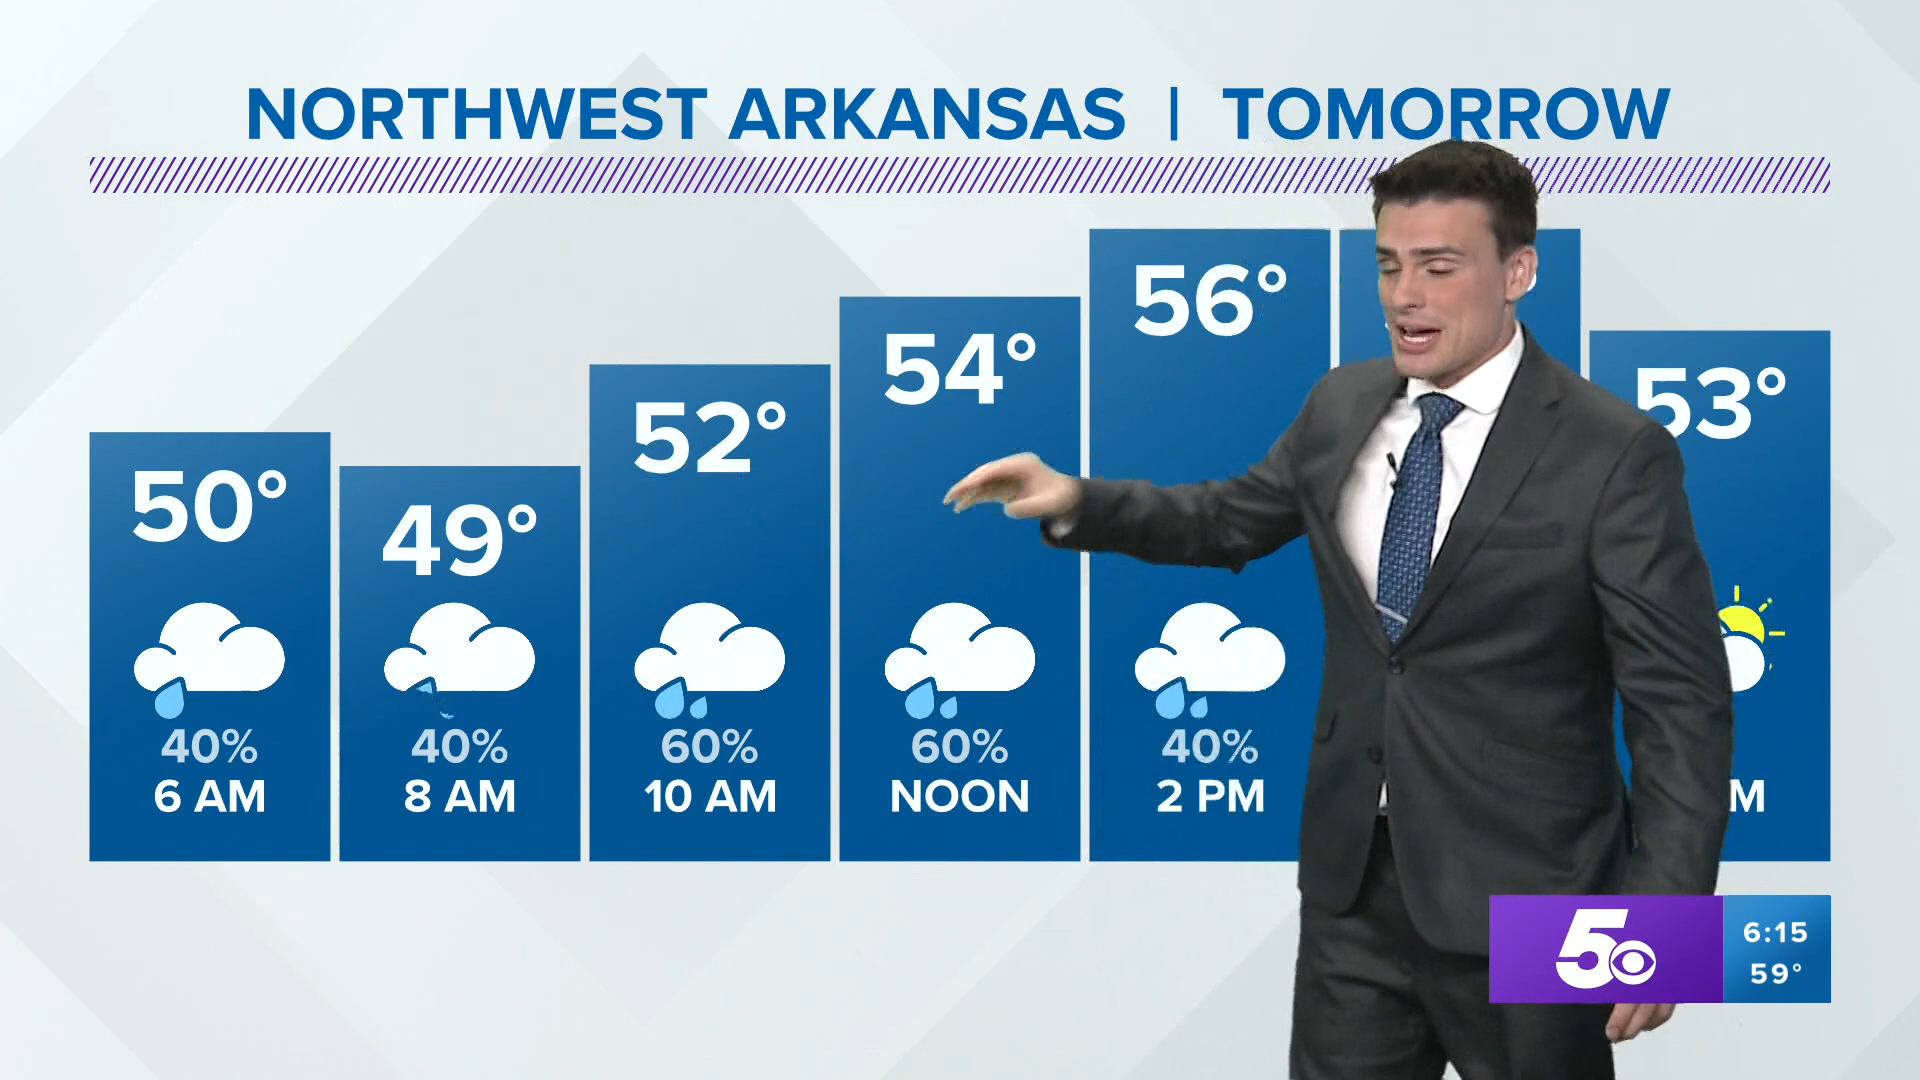 NORTHWEST ARKANSAS | TOMORROW
50° 49° 52° 54° 56° 53°
40% 40% 60% 60% 40%
6 AM 8 AM 10 AM NOON 2 PM
5
6:15
59°